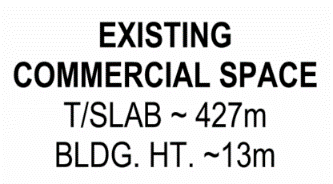 EXISTING
COMMERCIAL SPACE
T/SLAB ~ 427m
BLDG. HT. ~13m